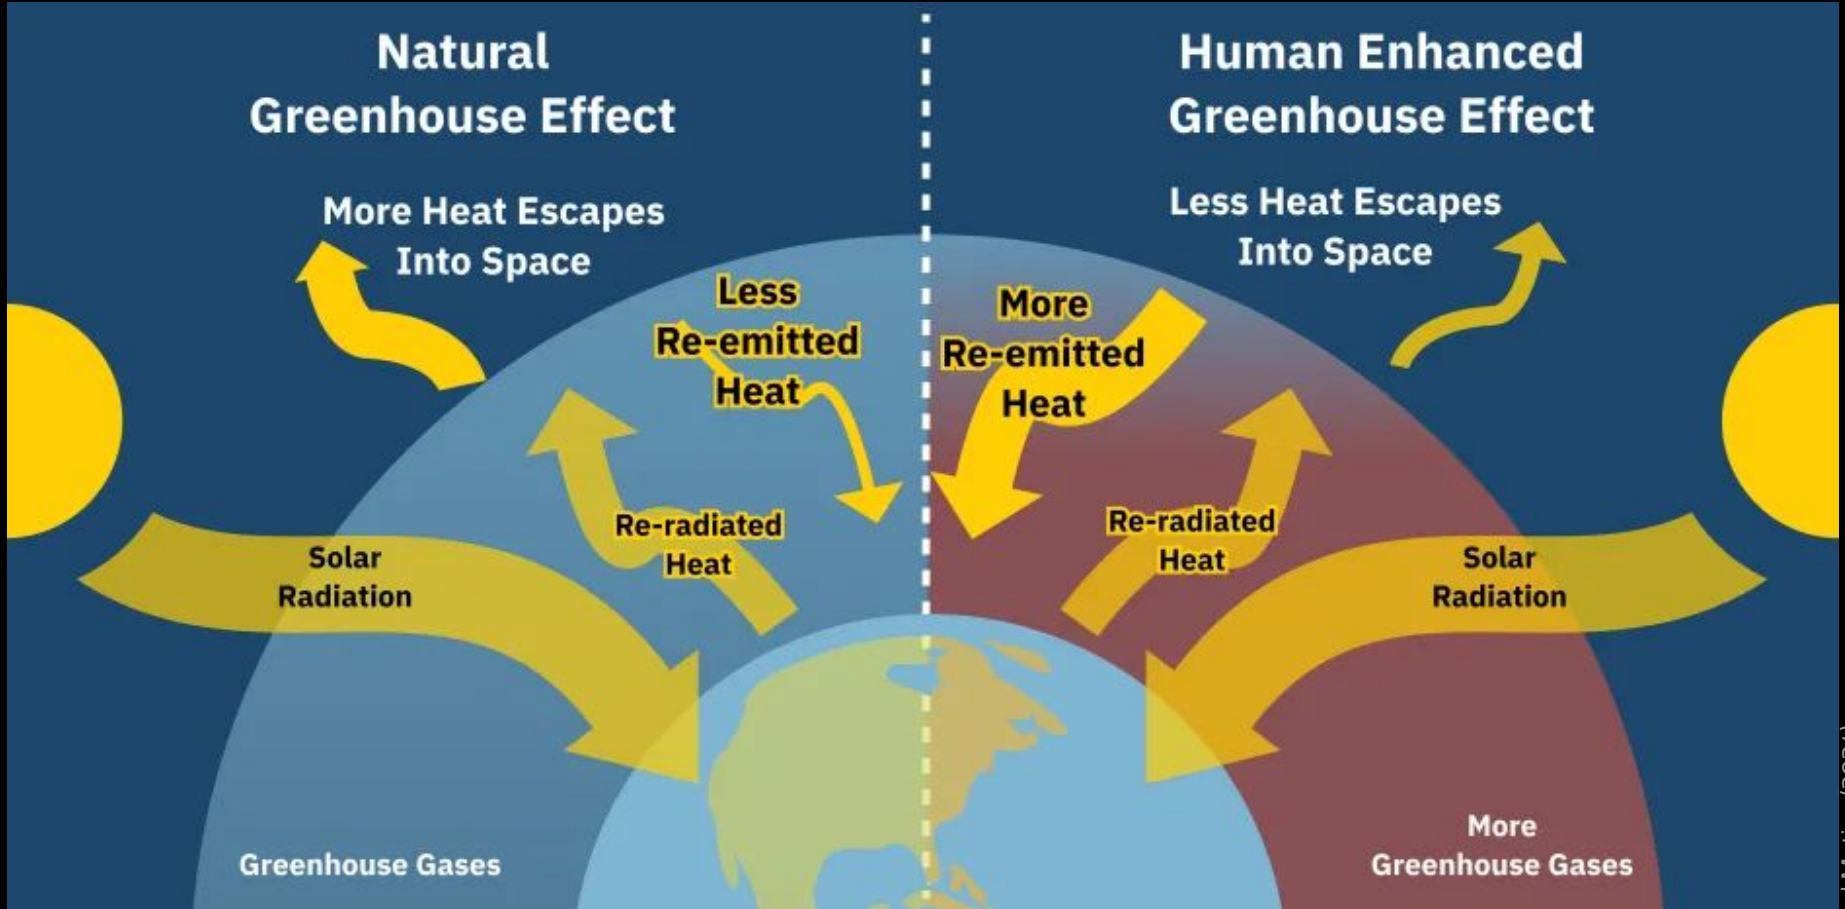 Natural
Greenhouse Effect
More Heat Escapes
Into Space
Less
Re-emitted
Heat
Re-radiated
Heat
Solar
Radiation
Greenhouse Gases
Human Enhanced
Greenhouse Effect
Less Heat Escapes
Into Space
More
Re-emitted
Heat
Re-radiated
Heat
Solar
Radiation
More
Greenhouse Gases